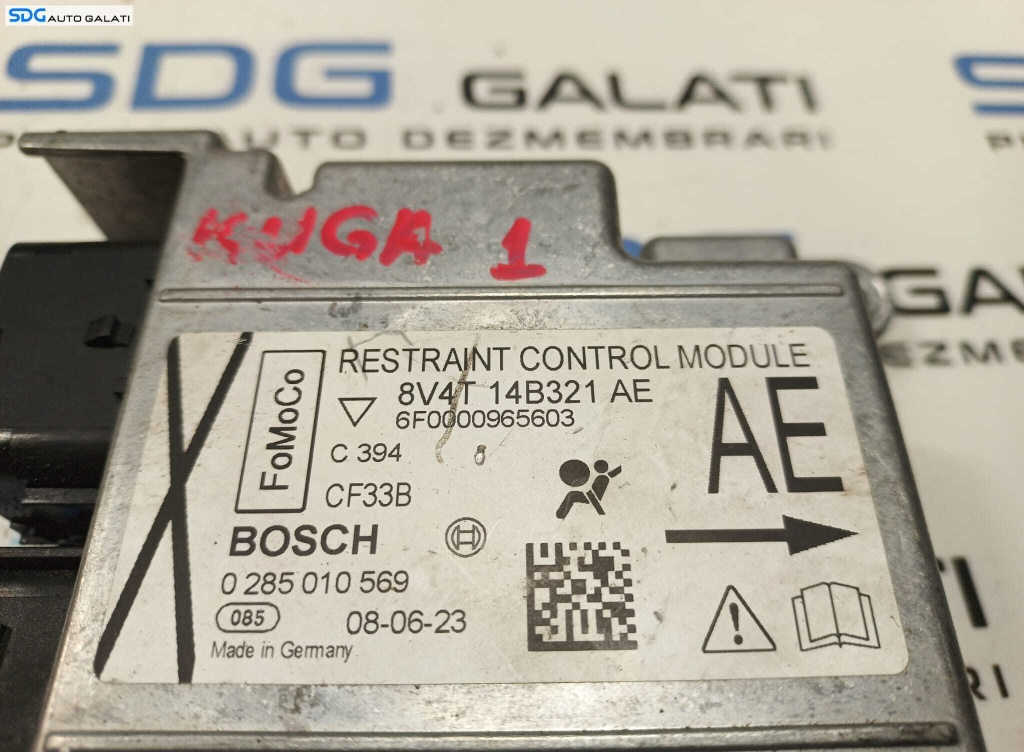 SDG AUTO GALATI
SDG GALATI
AUTO DEZMEMBRARI
KUGA 1
RESTRAINT CONTROL MODULE
8V4T 14B321 AE
6F0000965603
AE
FoMoCo
C 394
CF33B
BOSCH
0 285 010 569
085
08-06-23
Made in Germany